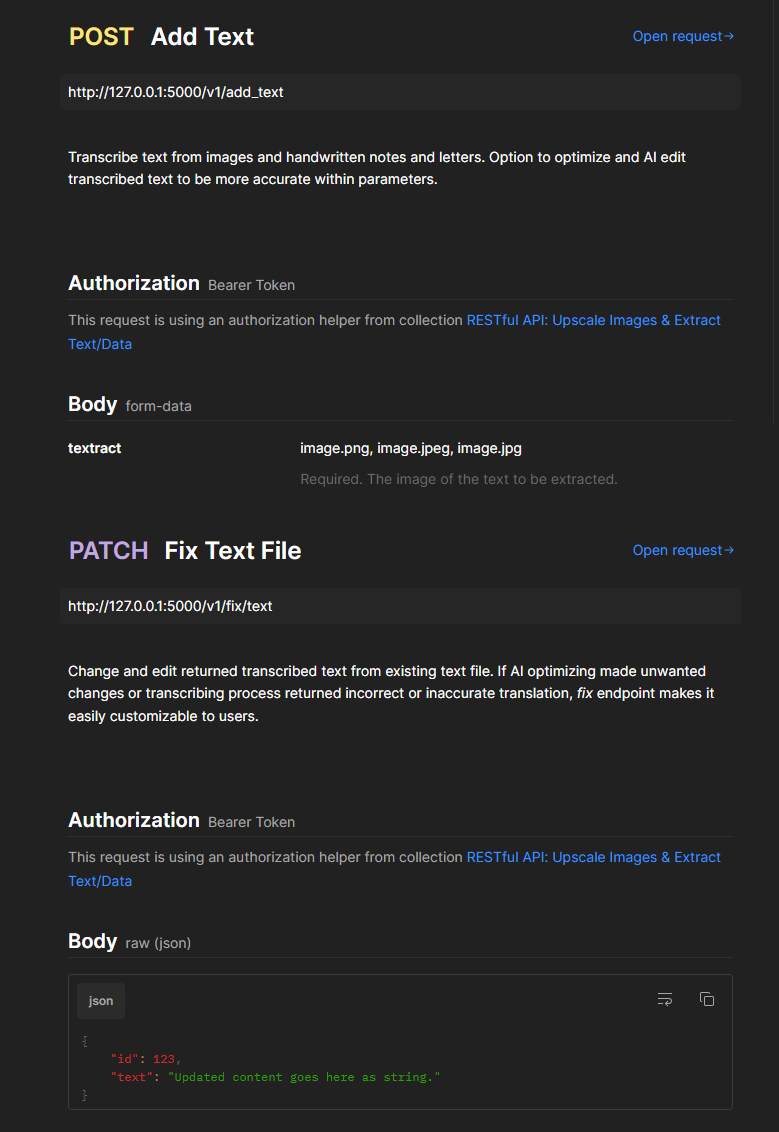 POST Add Text Open request→
http://127.0.0.1:5000/v1/add_text
Transcribe text from images and handwritten notes and letters. Option to optimize and AI edit
transcribed text to be more accurate within parameters.
Authorization Bearer Token
This request is using an authorization helper from collection RESTful API: Upscale Images & Extract
Text/Data
Body form-data
textract image.png, image.jpeg, image.jpg
Required. The image of the text to be extracted.
PATCH Fix Text File Open request→
http://127.0.0.1:5000/v1/fix/text
Change and edit returned transcribed text from existing text file. If AI optimizing made unwanted
changes or transcribing process returned incorrect or inaccurate translation, fix endpoint makes it
easily customizable to users.
Authorization Bearer Token
This request is using an authorization helper from collection RESTful API: Upscale Images & Extract
Text/Data
Body raw (json)
json
{
    "id": 123,
    "text": "Updated content goes here as string."
}